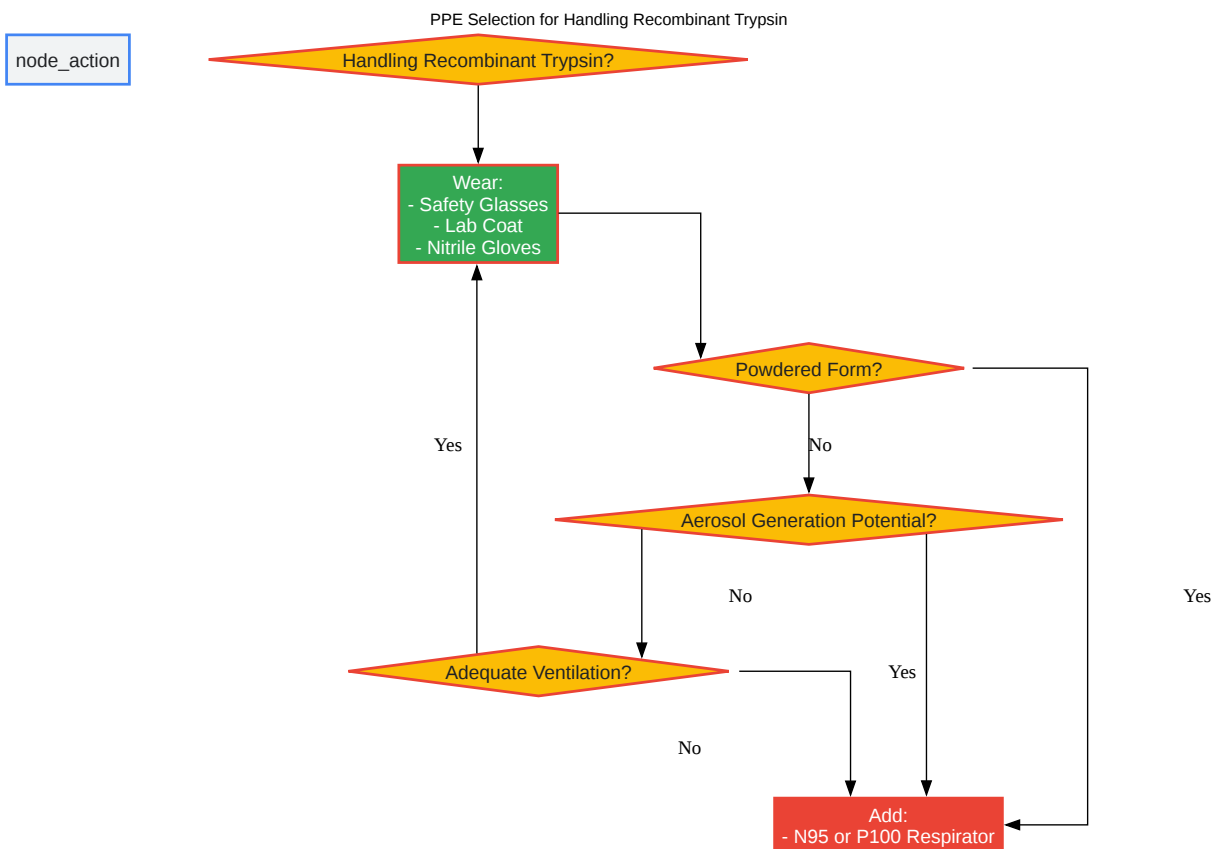 PPE Selection for Handling Recombinant Trypsin
node_action
Handling Recombinant Trypsin?
Wear:
- Safety Glasses
- Lab Coat
- Nitrile Gloves
Powdered Form?
Yes
No
Aerosol Generation Potential?
No
Yes
Adequate Ventilation?
Yes
No
Add:
- N95 or P100 Respirator